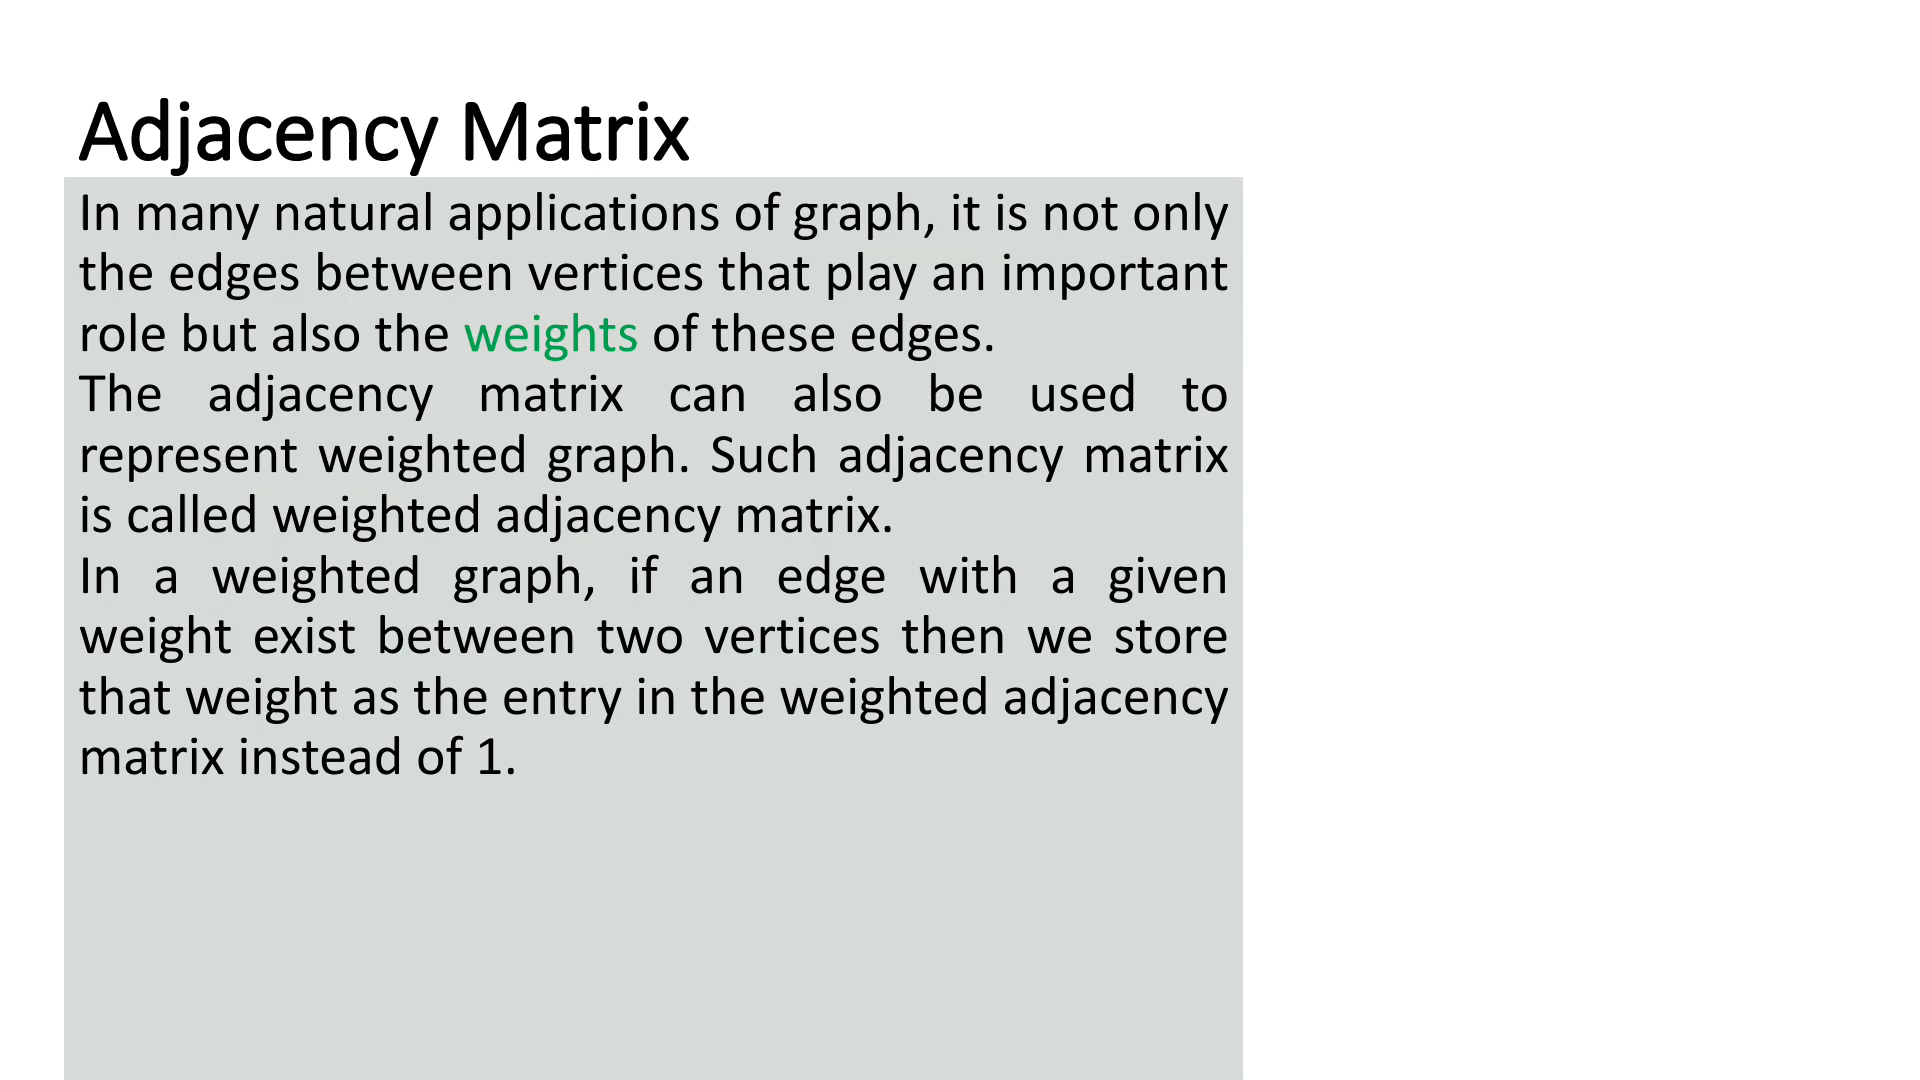 Adjacency Matrix
In many natural applications of graph, it is not only
the edges between vertices that play an important
role but also the weights of these edges.
The adjacency matrix can also be used to
represent weighted graph. Such adjacency matrix
is called weighted adjacency matrix.
In a weighted graph, if an edge with a given
weight exist between two vertices then we store
that weight as the entry in the weighted adjacency
matrix instead of 1.